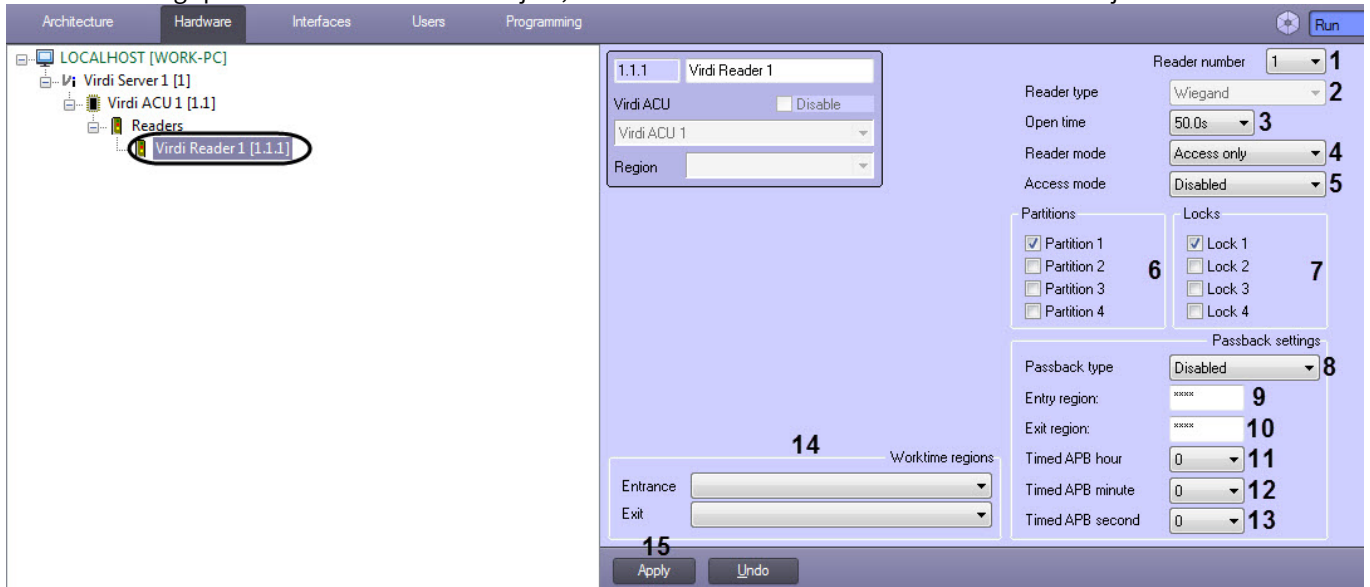 Architecture Hardware Interfaces Users Programming Run
LOCALHOST [WORK-PC]
Virdi Server 1 [1]
Virdi ACU 1 [1.1]
Readers
Virdi Reader 1 [1.1.1]
1.1.1 Virdi Reader 1
Virdi ACU Disable
Virdi ACU 1
Region
Reader number 1 1
Reader type Wiegand 2
Open time 50.0s 3
Reader mode Access only 4
Access mode Disabled 5
Partitions
Partition 1
Partition 2
Partition 3
Partition 4
6
Locks
Lock 1
Lock 2
Lock 3
Lock 4
7
Passback settings
Passback type Disabled 8
Entry region: **** 9
Exit region: **** 10
Timed APB hour 0 11
Timed APB minute 0 12
Timed APB second 0 13
14
Worktime regions
Entrance
Exit
15
Apply Undo